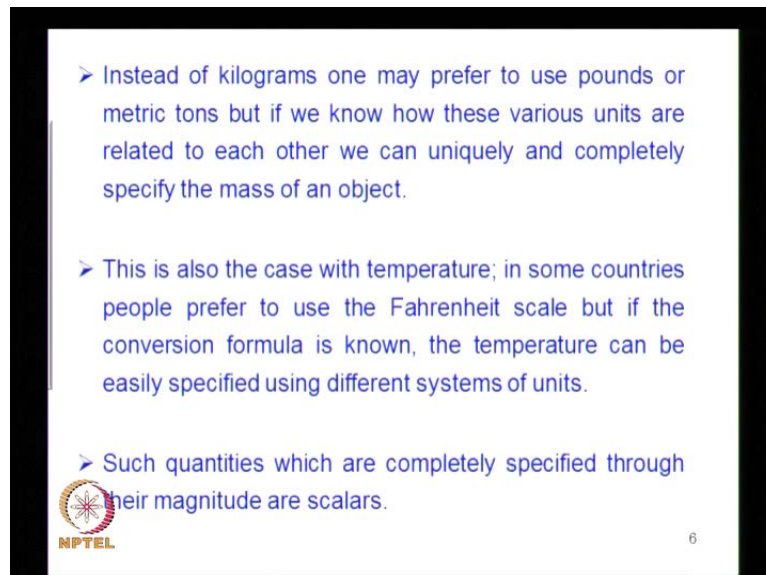 ➢ Instead of kilograms one may prefer to use pounds or
metric tons but if we know how these various units are
related to each other we can uniquely and completely
specify the mass of an object.
➢ This is also the case with temperature; in some countries
people prefer to use the Fahrenheit scale but if the
conversion formula is known, the temperature can be
easily specified using different systems of units.
➢ Such quantities which are completely specified through
their magnitude are scalars.
NPTEL
6